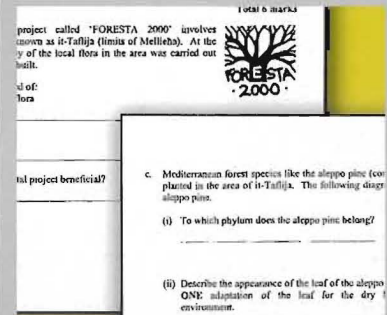 Total 6 marks
project called "FORESTA 2000" involves
known as it-Taflija (limits of Mellieħa). At the
y of the local flora in the area was carried out
built.
FORESTA
· 2000 ·
d of:
flora
tal project beneficial?
c. Mediterranean forest species like the aleppo pine (con
planted in the area of it-Taflija. The following diagr
aleppo pine.
(i) To which phylum does the aleppo pine belong?
(ii) Describe the appearance of the leaf of the aleppo
ONE adaptation of the leaf for the dry
environment.